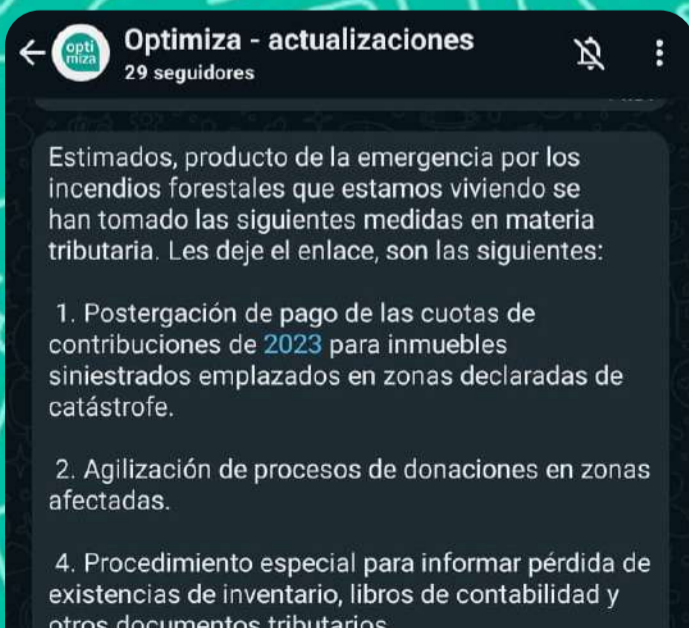 Optimiza - actualizaciones
opti
miza
29 seguidores
Estimados, producto de la emergencia por los
incendios forestales que estamos viviendo se
han tomado las siguientes medidas en materia
tributaria. Les deje el enlace, son las siguientes:
1. Postergación de pago de las cuotas de
contribuciones de 2023 para inmuebles
siniestrados emplazados en zonas declaradas de
catástrofe.
2. Agilización de procesos de donaciones en zonas
afectadas.
4. Procedimiento especial para informar pérdida de
existencias de inventario, libros de contabilidad y
otros documentos tributarios